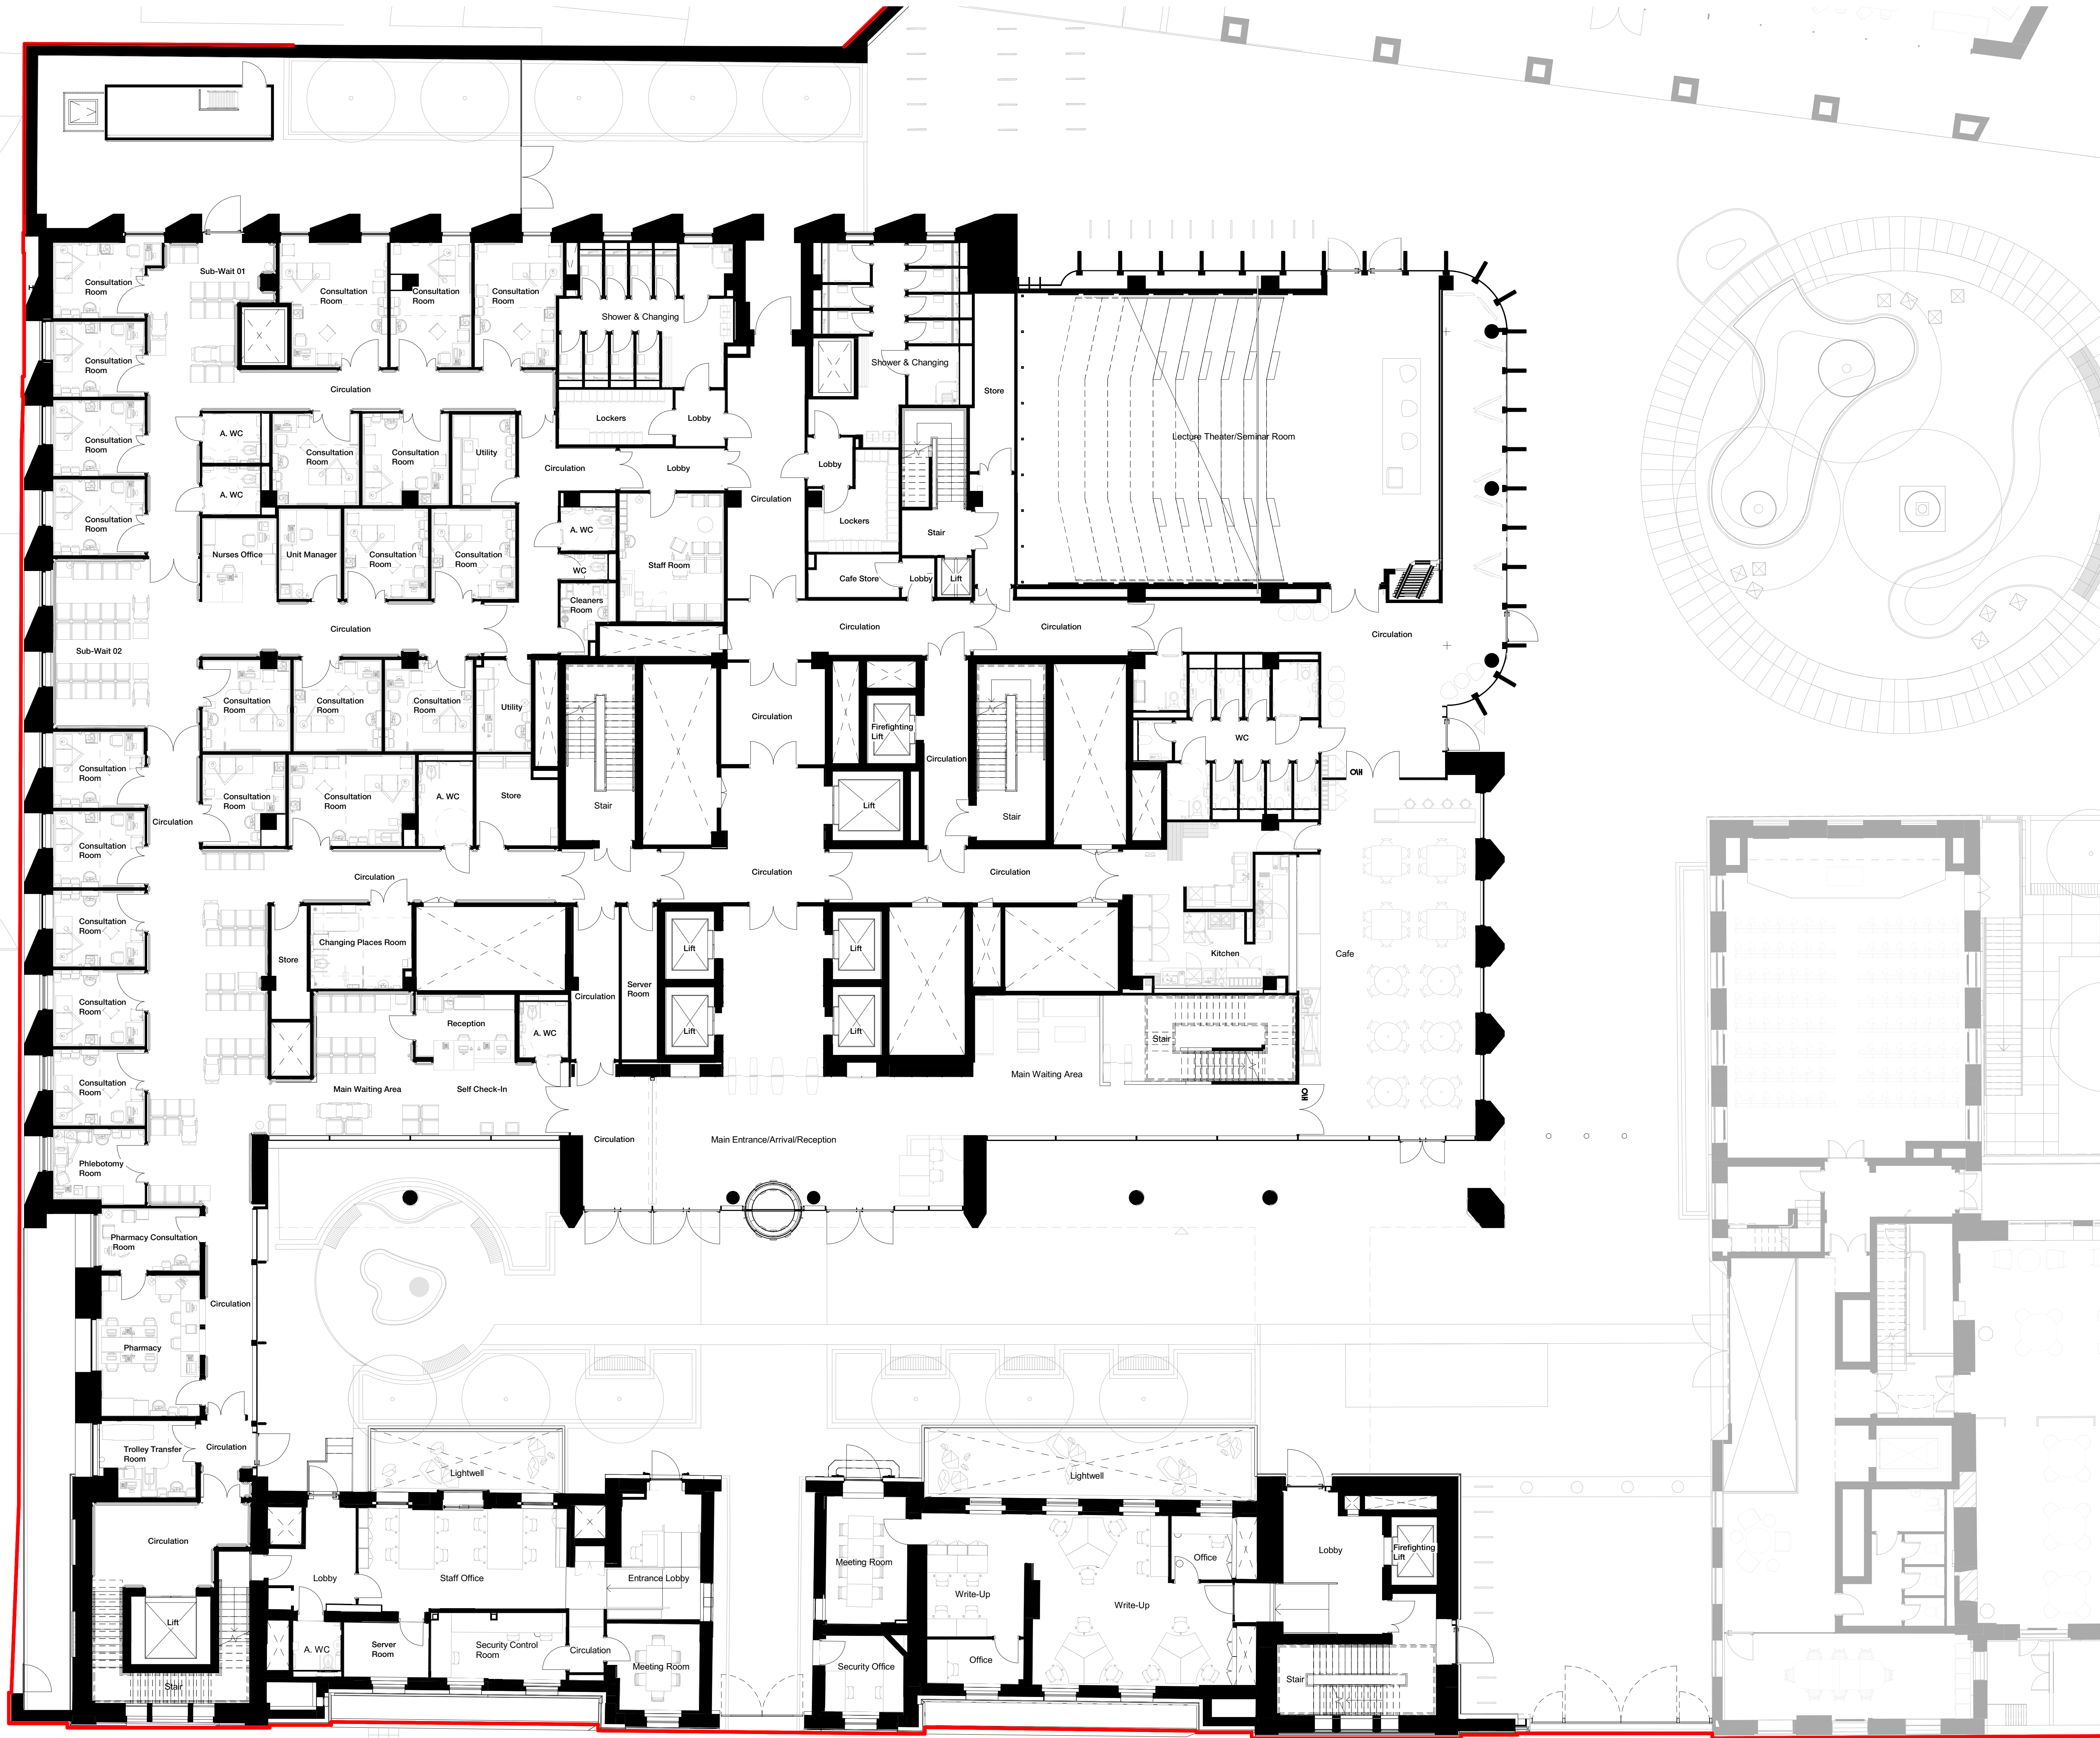 Sub-Wait 01
Consultation
Room
Consultation
Room
Consultation
Room
Consultation
Room
Shower & Changing
Consultation
Room
Shower & Changing
Circulation
Store
Lockers
Lobby
A. WC
Consultation
Room
Consultation
Room
Utility
Lecture Theater/Seminar Room
Consultation
Room
Circulation
Lobby
Lobby
A. WC
Circulation
Consultation
Room
Lockers
A. WC
Stair
Nurses Office
Unit Manager
Consultation
Room
Consultation
Room
WC
Staff Room
Cafe Store
Lobby
Lift
Cleaners
Room
Circulation
Circulation
Circulation
Circulation
Sub-Wait 02
Consultation
Room
Consultation
Room
Consultation
Room
Utility
Circulation
Firefighting
Lift
WC
Consultation
Room
Circulation
Consultation
Room
Consultation
Room
A. WC
Store
Stair
Lift
Stair
Circulation
Consultation
Room
Circulation
Circulation
Circulation
Consultation
Room
Changing Places Room
Store
Lift
Lift
Kitchen
Cafe
Server
Room
Circulation
Consultation
Room
Reception
A. WC
Lift
Lift
Stair
Main Waiting Area
Consultation
Room
Main Waiting Area
Self Check-In
Circulation
Main Entrance/Arrival/Reception
Phlebotomy
Room
Pharmacy Consultation
Room
Circulation
Pharmacy
Trolley Transfer
Room
Circulation
Lightwell
Lightwell
Circulation
Lobby
Staff Office
Entrance Lobby
Meeting Room
Write-Up
Write-Up
Office
Lobby
Firefighting
Lift
Lift
A. WC
Server
Room
Security Control
Room
Circulation
Meeting Room
Security Office
Office
Stair
Stair